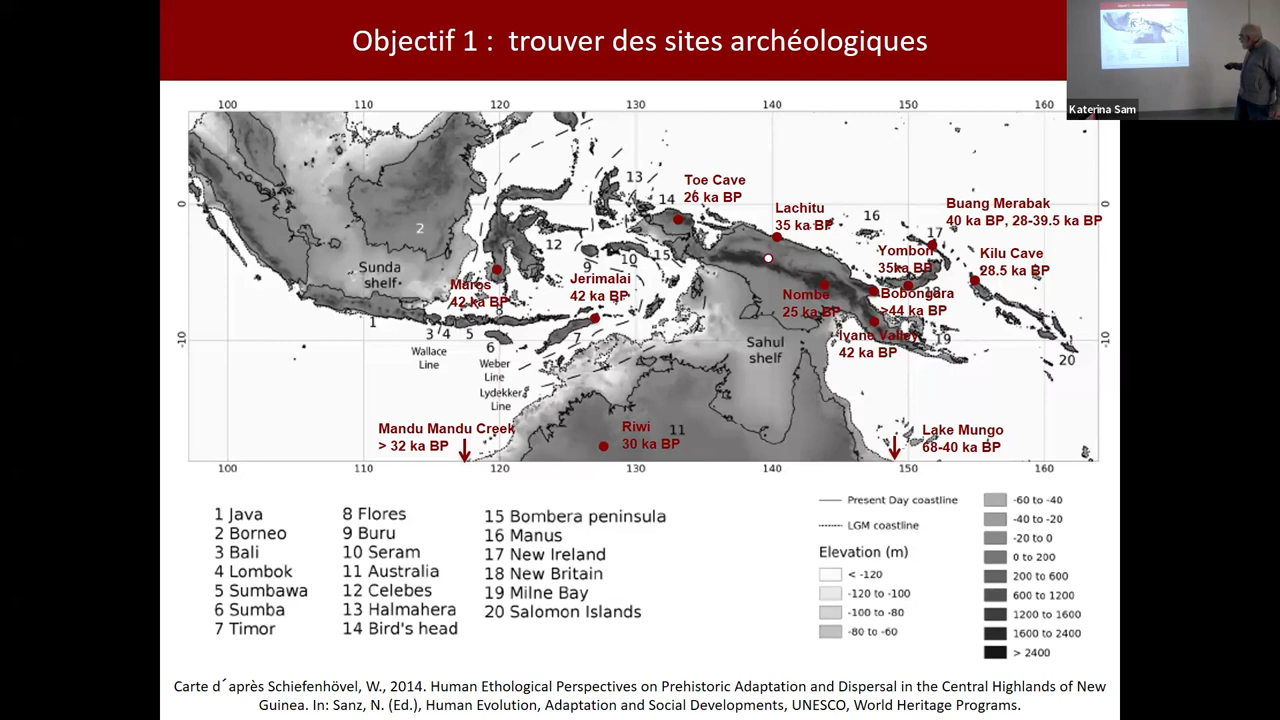 Objectif 1 : trouver des sites archéologiques
Katerina Sam
100 110 120 130 140 150 160
0
0
-10
-10
Toe Cave
26 ka BP
Lachitu
35 ka BP
Buang Merabak
40 ka BP, 28-39.5 ka BP
Yombon
35ka BP
Kilu Cave
28.5 ka BP
Maros
42 ka BP
Jerimalai
42 ka BP
Nombe
25 ka BP
Bobongara
>44 ka BP
Ivane Valley
42 ka BP
Sunda
shelf
Sahul
shelf
Wallace
Line
Weber
Line
Lydekker
Line
Mandu Mandu Creek
> 32 ka BP
Riwi
30 ka BP
Lake Mungo
68-40 ka BP
1
2
3
4
5
6
7
8
9
10
11
12
13
14
15
16
17
18
19
20
100 110 120 130 140 150 160
1 Java
2 Borneo
3 Bali
4 Lombok
5 Sumbawa
6 Sumba
7 Timor
8 Flores
9 Buru
10 Seram
11 Australia
12 Celebes
13 Halmahera
14 Bird's head
15 Bombera peninsula
16 Manus
17 New Ireland
18 New Britain
19 Milne Bay
20 Salomon Islands
Present Day coastline
LGM coastline
Elevation (m)
< -120
-120 to -100
-100 to -80
-80 to -60
-60 to -40
-40 to -20
-20 to 0
0 to 200
200 to 600
600 to 1200
1200 to 1600
1600 to 2400
> 2400
Carte d´après Schiefenhövel, W., 2014. Human Ethological Perspectives on Prehistoric Adaptation and Dispersal in the Central Highlands of New
Guinea. In: Sanz, N. (Ed.), Human Evolution, Adaptation and Social Developments, UNESCO, World Heritage Programs.